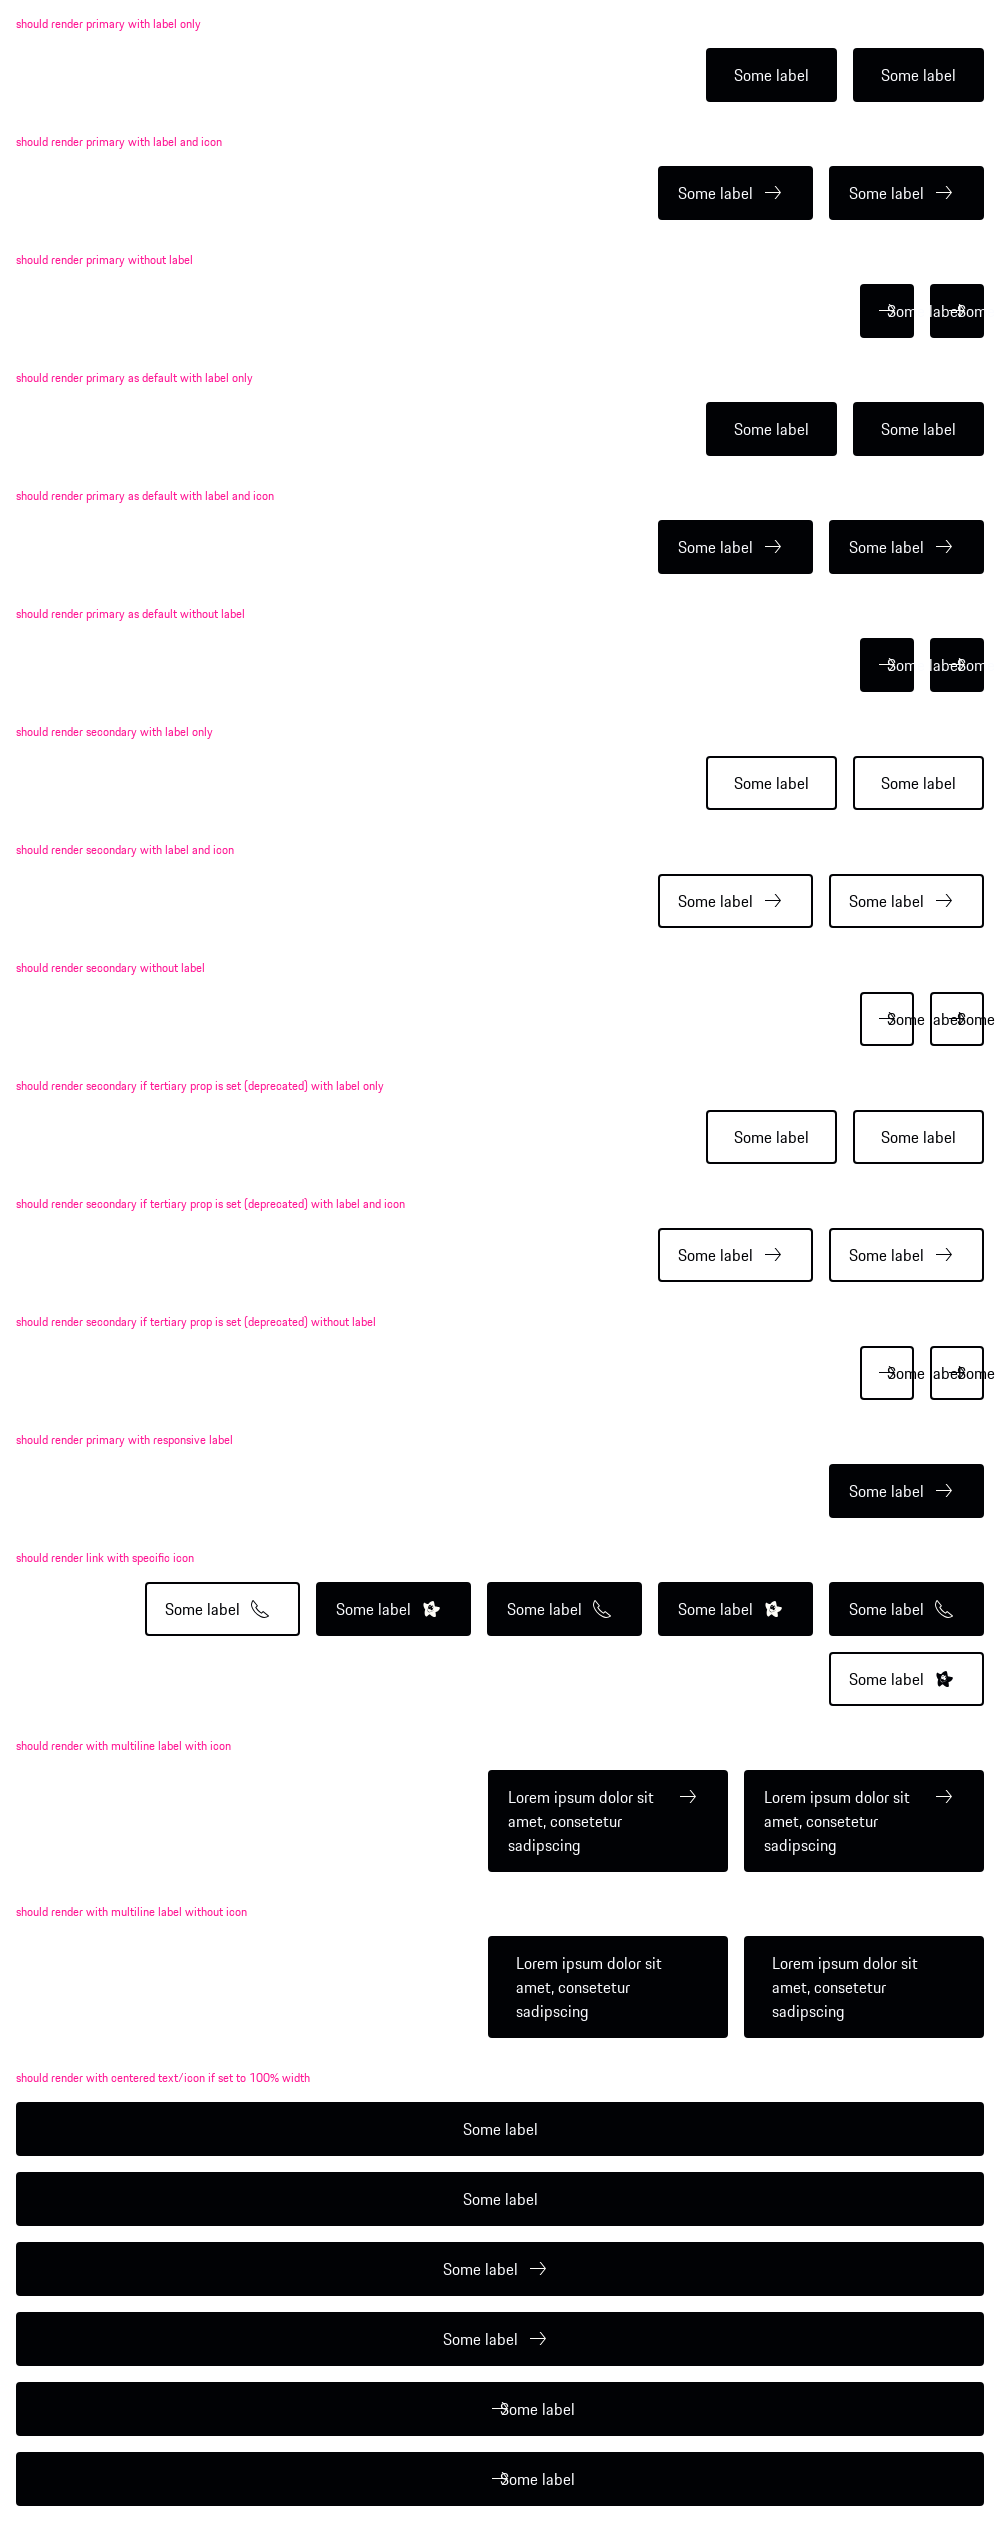 should render primary with label only
Some label Some label
should render primary with label and icon
Some label Some label
should render primary without label
Some label Som
should render primary as default with label only
Some label Some label
should render primary as default with label and icon
Some label Some label
should render primary as default without label
Some label Som
should render secondary with label only
Some label Some label
should render secondary with label and icon
Some label Some label
should render secondary without label
Some label Some
should render secondary if tertiary prop is set (deprecated) with label only
Some label Some label
should render secondary if tertiary prop is set (deprecated) with label and icon
Some label Some label
should render secondary if tertiary prop is set (deprecated) without label
Some label Some
should render primary with responsive label
Some label
should render link with specific icon
Some label Some label Some label Some label Some label
Some label
should render with multiline label with icon
Lorem ipsum dolor sit
amet, consetetur
sadipscing
Lorem ipsum dolor sit
amet, consetetur
sadipscing
should render with multiline label without icon
Lorem ipsum dolor sit
amet, consetetur
sadipscing
Lorem ipsum dolor sit
amet, consetetur
sadipscing
should render with centered text/icon if set to 100% width
Some label
Some label
Some label
Some label
Some label
Some label